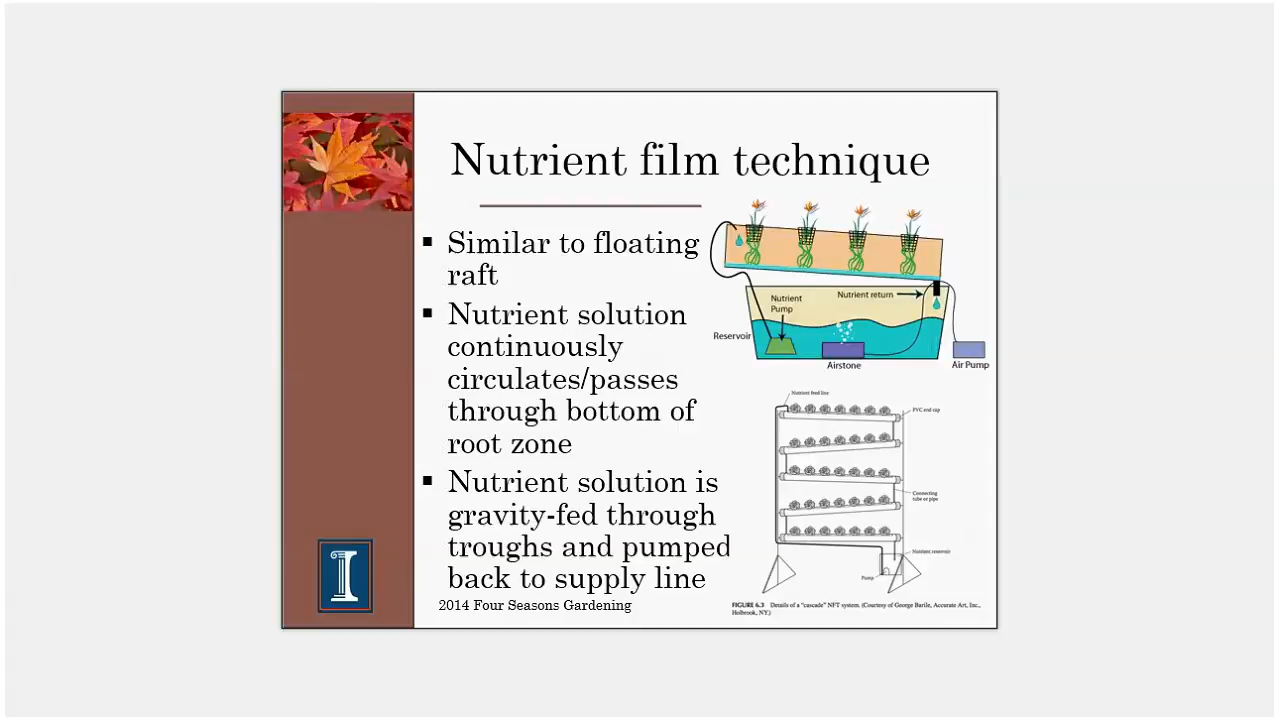 Nutrient film technique
▪ Similar to floating
raft
▪ Nutrient solution
continuously
circulates/passes
through bottom of
root zone
▪ Nutrient solution is
gravity-fed through
troughs and pumped
back to supply line
2014 Four Seasons Gardening
Nutrient return
Nutrient
Pump
Reservoir
Airstone
Air Pump
Nutrient feed line
PVC end cap
Connecting
tube or pipe
Nutrient reservoir
Pump
FIGURE 6.3 Details of a "cascade" NFT system. (Courtesy of George Barile, Accurate Art, Inc.,
Holbrook, NY.)